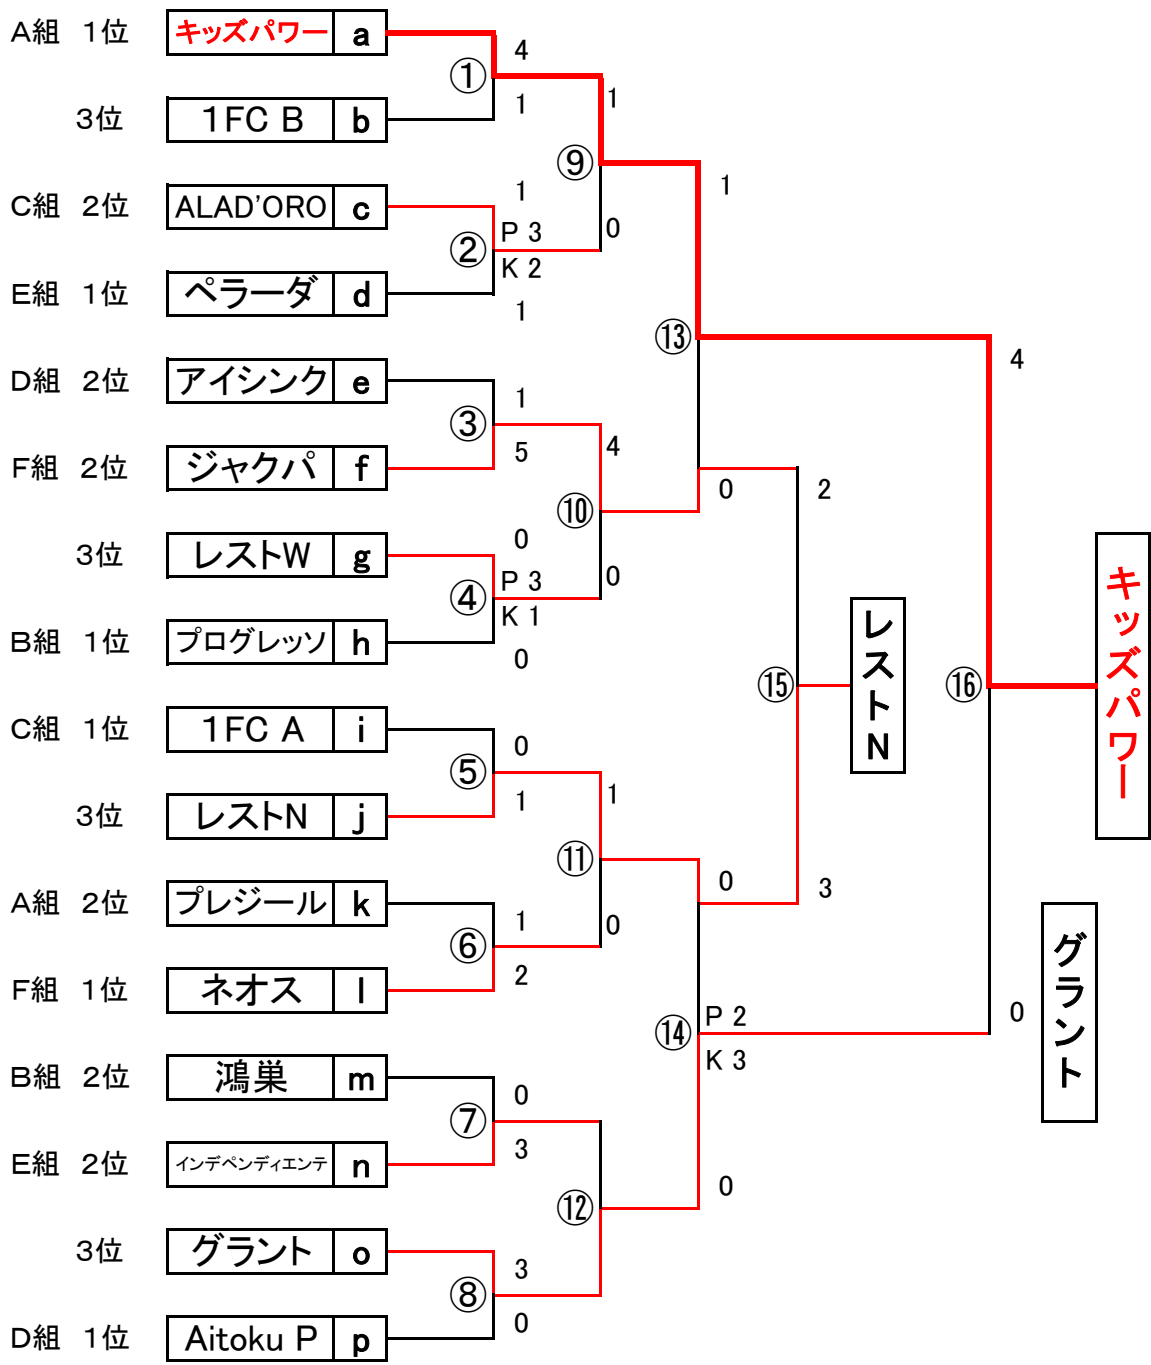 A組 1位 キッズパワー a
4
①
1
3位 1FC B b
1
⑨
1
C組 2位 ALAD'ORO c
1
P 3
②
0
K 2
E組 1位 ペラーダ d
1
⑬
4
D組 2位 アイシンク e
1
③
5
4
F組 2位 ジャクパ f
0
2
⑩
0
3位 レストW g
P 3
④
0
K 1
B組 1位 プログレッソ h
0
レストN
⑮
⑯
キッズパワー
C組 1位 1FC A i
0
⑤
1
1
3位 レストN j
⑪
0
3
A組 2位 プレジール k
1
⑥
0
2
F組 1位 ネオス l
グラント
0
P 2
⑭
K 3
B組 2位 鴻巣 m
0
⑦
3
E組 2位 インデペンディエンテ n
0
⑫
3位 グラント o
3
⑧
0
D組 1位 Aitoku P p